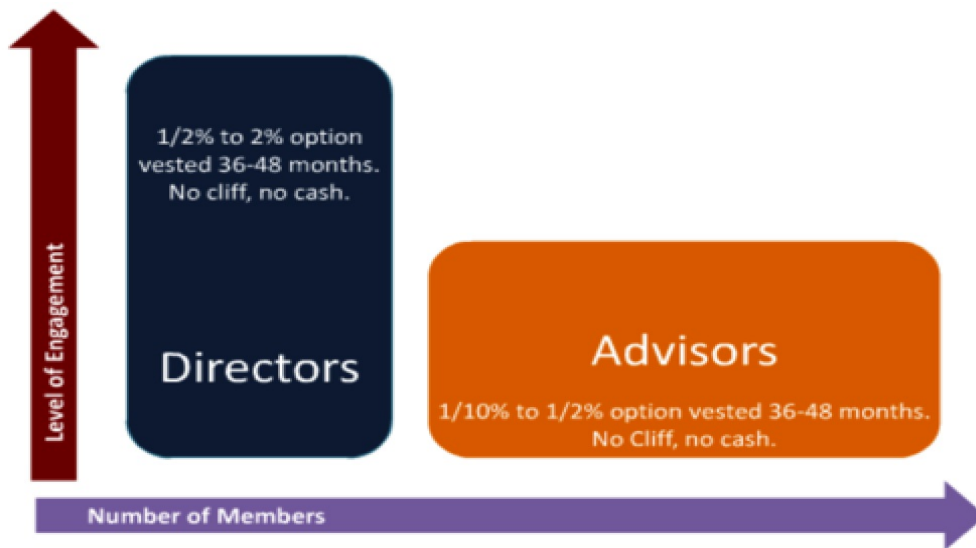 1/2% to 2% option
vested 36-48 months.
No cliff, no cash.
Directors
Advisors
1/10% to 1/2% option vested 36-48 months.
No Cliff, no cash.
Level of Engagement
Number of Members